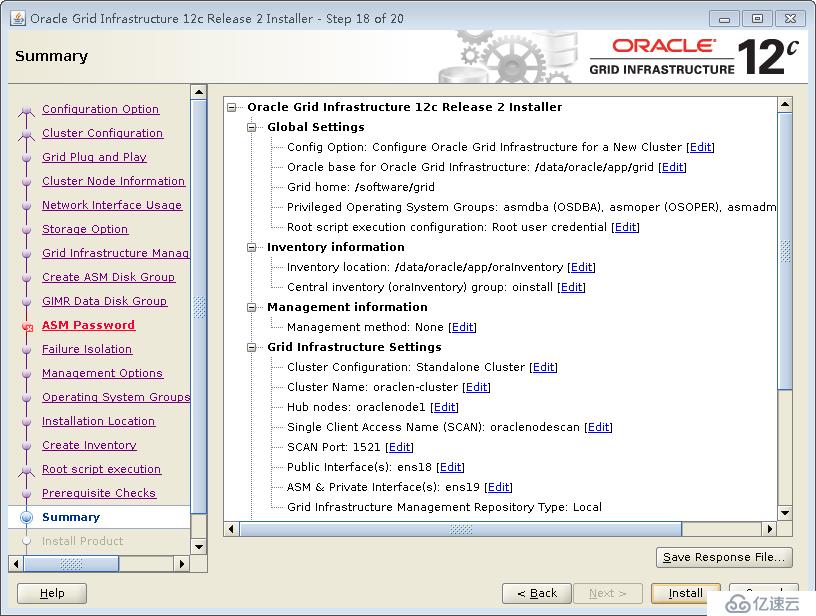 Oracle Grid Infrastructure 12c Release 2 Installer - Step 18 of 20
Summary
ORACLE
GRID INFRASTRUCTURE 12c
Configuration Option
Cluster Configuration
Grid Plug and Play
Cluster Node Information
Network Interface Usage
Storage Option
Grid Infrastructure Manag
Create ASM Disk Group
GIMR Data Disk Group
ASM Password
Failure Isolation
Management Options
Operating System Groups
Installation Location
Create Inventory
Root script execution
Prerequisite Checks
Summary
Install Product
Oracle Grid Infrastructure 12c Release 2 Installer
Global Settings
Config Option: Configure Oracle Grid Infrastructure for a New Cluster [Edit]
Oracle base for Oracle Grid Infrastructure: /data/oracle/app/grid [Edit]
Grid home: /software/grid
Privileged Operating System Groups: asmdba (OSDBA), asmoper (OSOPER), asmadm
Root script execution configuration: Root user credential [Edit]
Inventory information
Inventory location: /data/oracle/app/oraInventory [Edit]
Central inventory (oraInventory) group: oinstall [Edit]
Management information
Management method: None [Edit]
Grid Infrastructure Settings
Cluster Configuration: Standalone Cluster [Edit]
Cluster Name: oraclen-cluster [Edit]
Hub nodes: oraclenode1 [Edit]
Single Client Access Name (SCAN): oraclenodescan [Edit]
SCAN Port: 1521 [Edit]
Public Interface(s): ens18 [Edit]
ASM & Private Interface(s): ens19 [Edit]
Grid Infrastructure Management Repository Type: Local
Save Response File...
Help
< Back
Next >
Install
亿速云